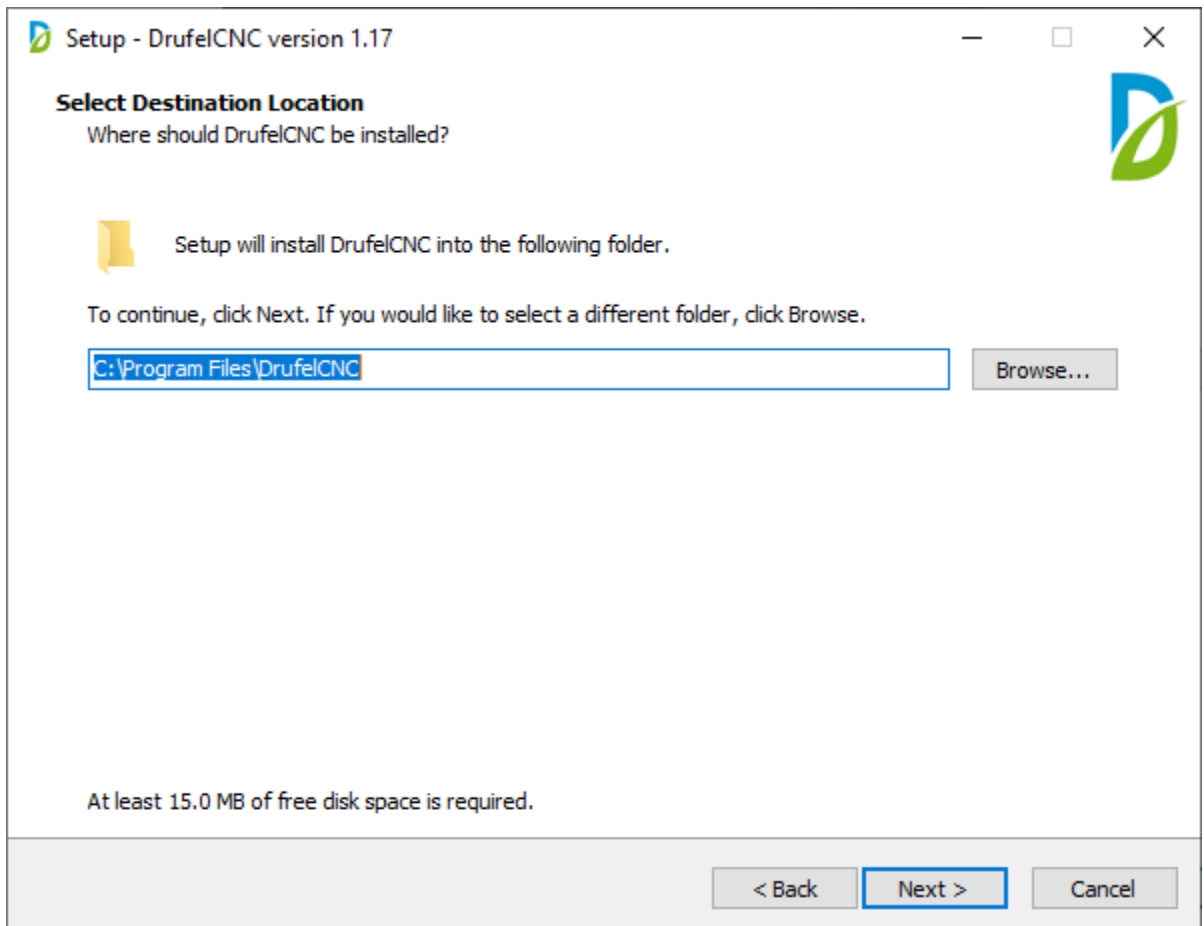 Setup - DrufelCNC version 1.17
Select Destination Location
Where should DrufelCNC be installed?
Setup will install DrufelCNC into the following folder.
To continue, click Next. If you would like to select a different folder, click Browse.
C:\Program Files\DrufelCNC
Browse...
At least 15.0 MB of free disk space is required.
< Back
Next >
Cancel